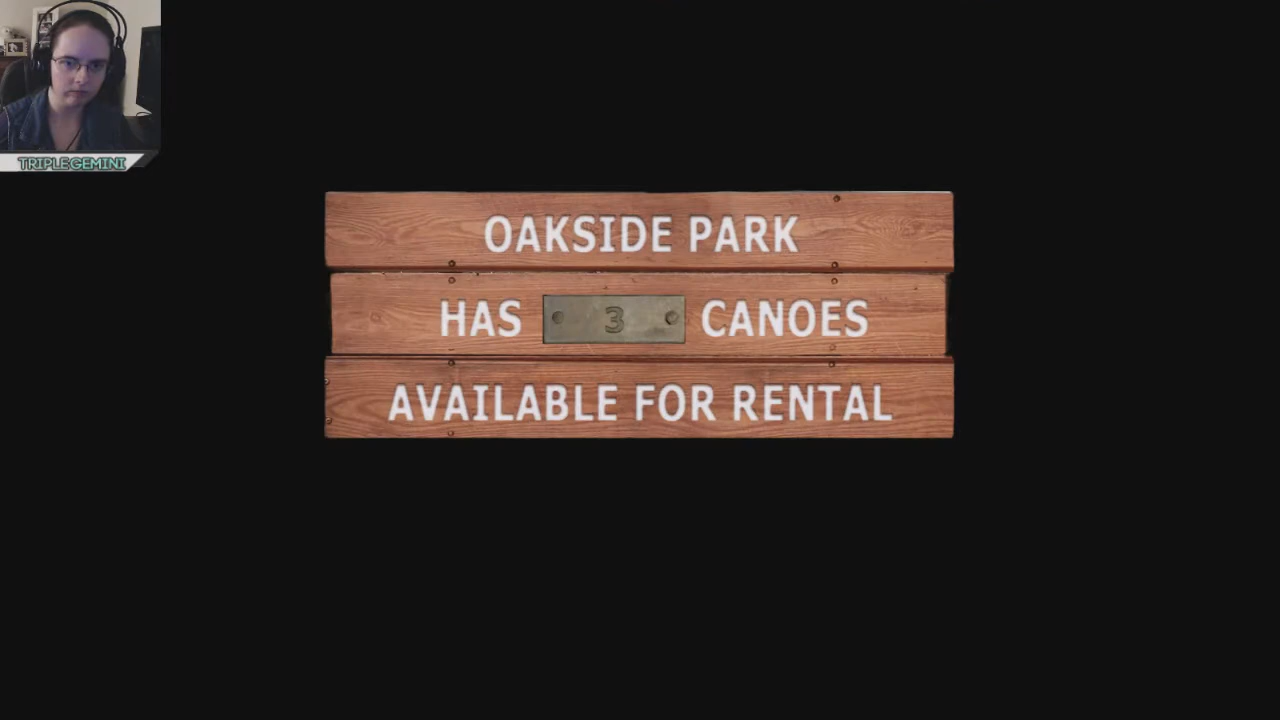 TRIPLEGEMINI
OAKSIDE PARK
HAS 3 CANOES
AVAILABLE FOR RENTAL